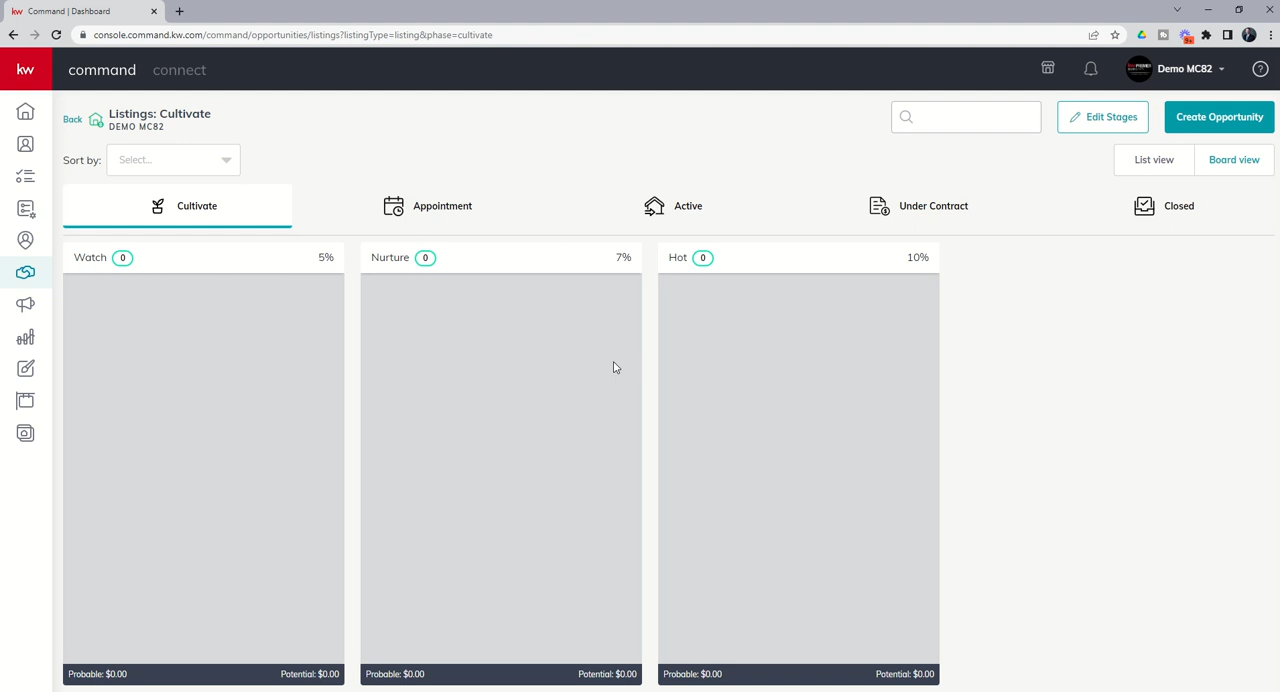 kw Command | Dashboard
console.command.kw.com/command/opportunities/listings?listingType=listing&phase=cultivate
9+
kw command connect Demo MC82
Back Listings: Cultivate
DEMO MC82
Edit Stages Create Opportunity
Sort by: Select... List view Board view
Cultivate Appointment Active Under Contract Closed
Watch 0 5% Nurture 0 7% Hot 0 10%
Probable: $0.00 Potential: $0.00 Probable: $0.00 Potential: $0.00 Probable: $0.00 Potential: $0.00